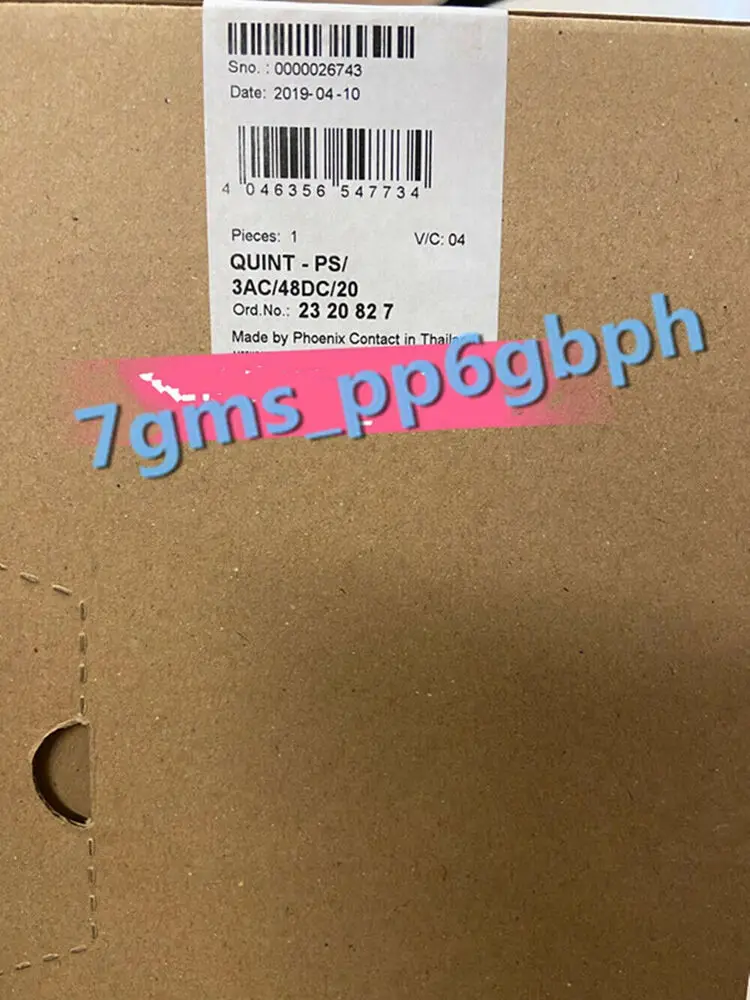 Sno. : 0000026743
Date: 2019-04-10
4 046356 547734
Pieces: 1 V/C: 04
QUINT - PS/
3AC/48DC/20
Ord.No.: 23 20 82 7
Made by Phoenix Contact in
7gms_pp6gbph